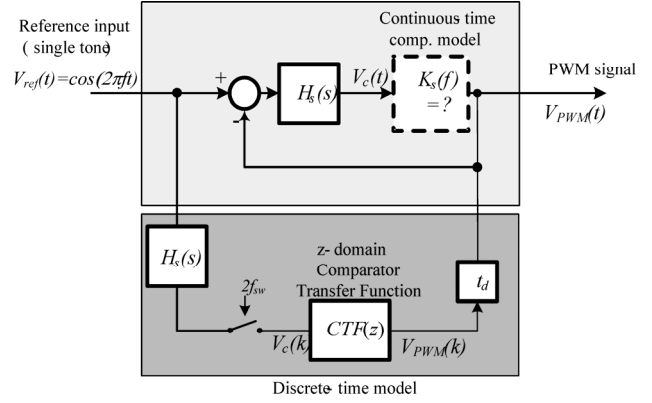 Reference input
( single tone)
V_ref(t)=cos(2πft)
Continuous time
comp. model
+
-
H_s(s)
V_c(t)
K_s(f)
= ?
PWM signal
V_PWM(t)
H_s(s)
2f_sw
V_c(k)
z- domain
Comparator
Transfer Function
CTF(z)
V_PWM(k)
t_d
Discrete- time model